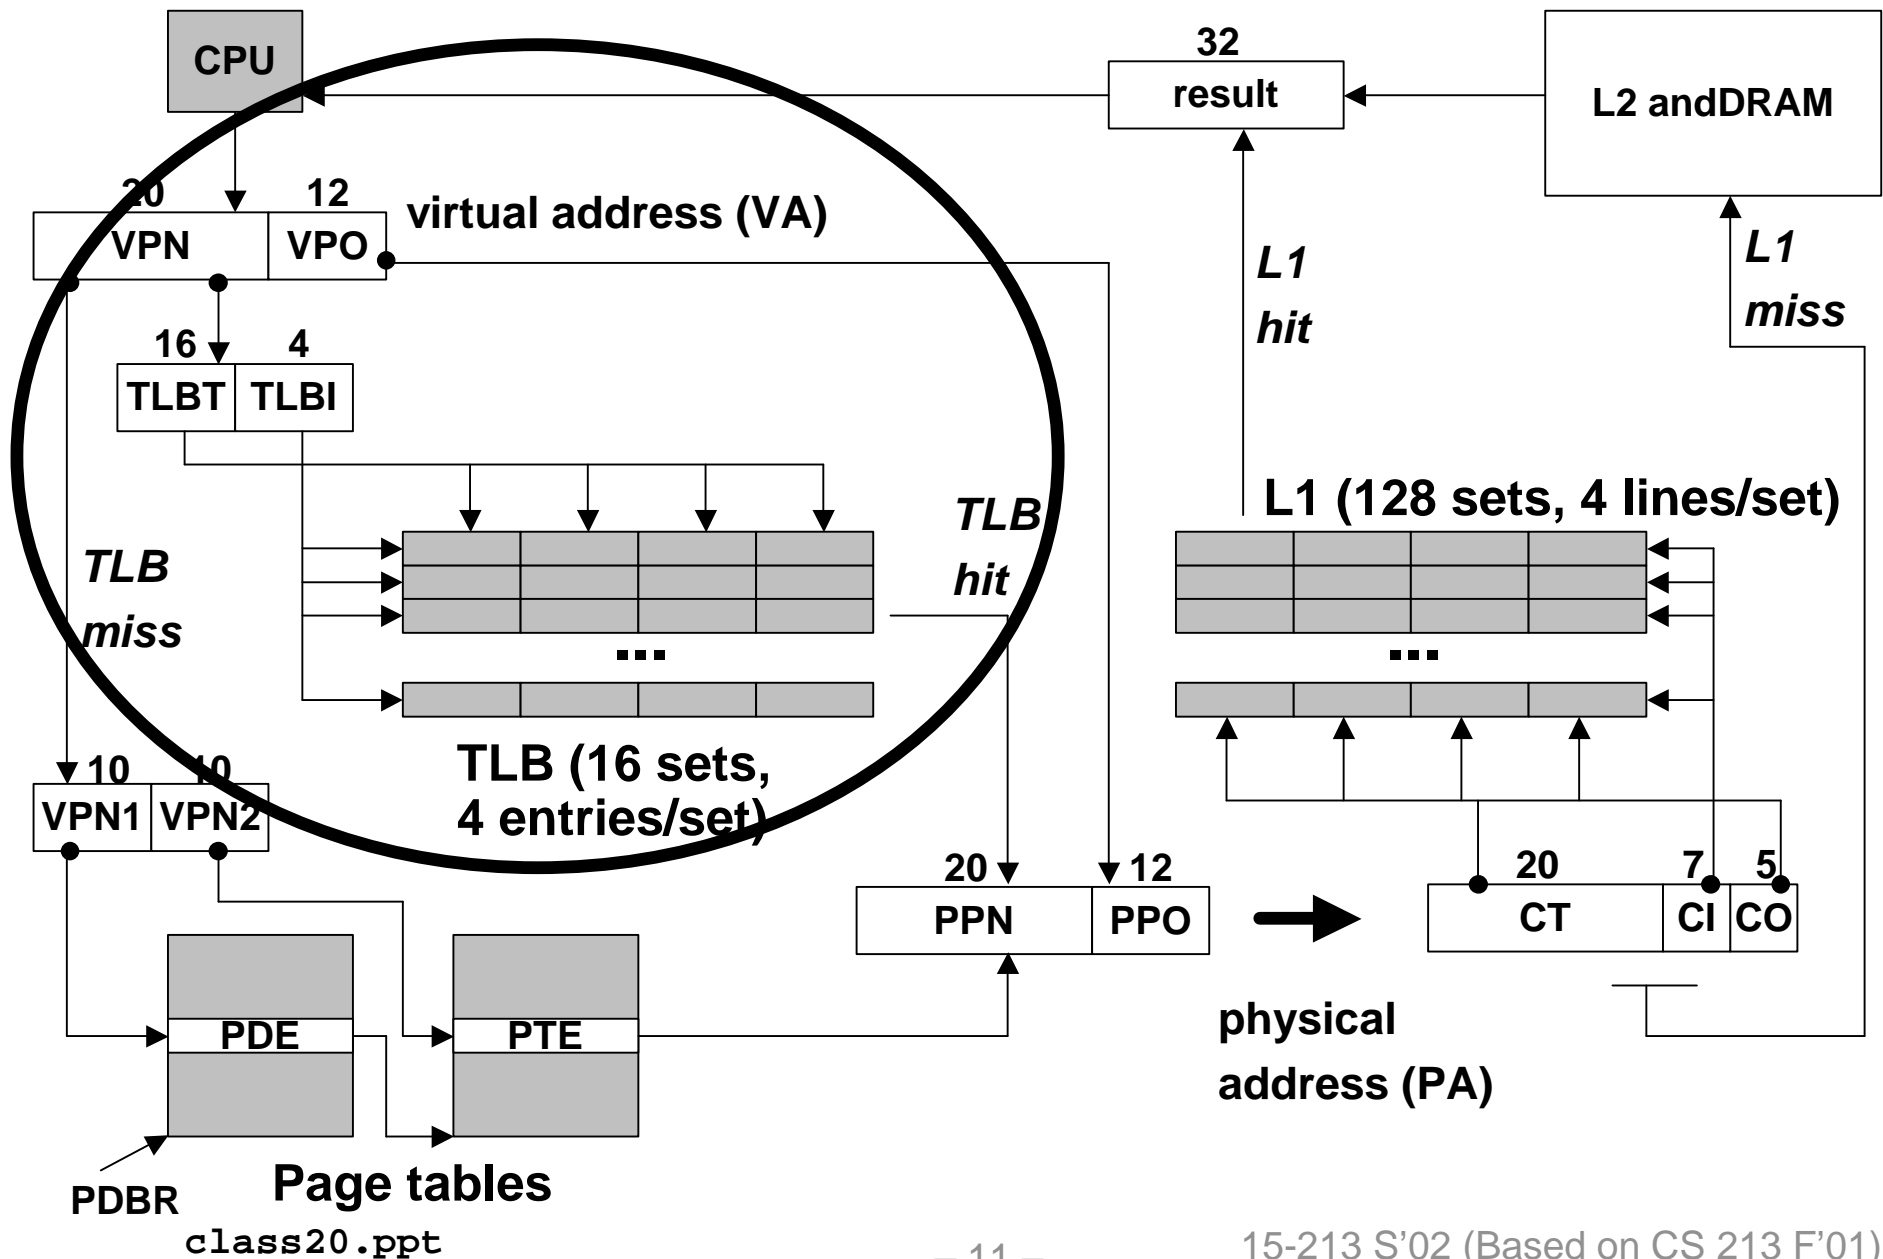 CPU
32
result
L2 andDRAM
20
12
VPN
VPO
virtual address (VA)
L1
hit
L1
miss
16
4
TLBT
TLBI
TLB
hit
L1 (128 sets, 4 lines/set)
TLB
miss
...
...
TLB (16 sets,
4 entries/set)
10
10
VPN1
VPN2
20
12
PPN
PPO
20
7
5
CT
CI
CO
physical
address (PA)
PDE
PTE
PDBR
Page tables
class20.ppt
– 11 –
15-213 S’02 (Based on CS 213 F’01)